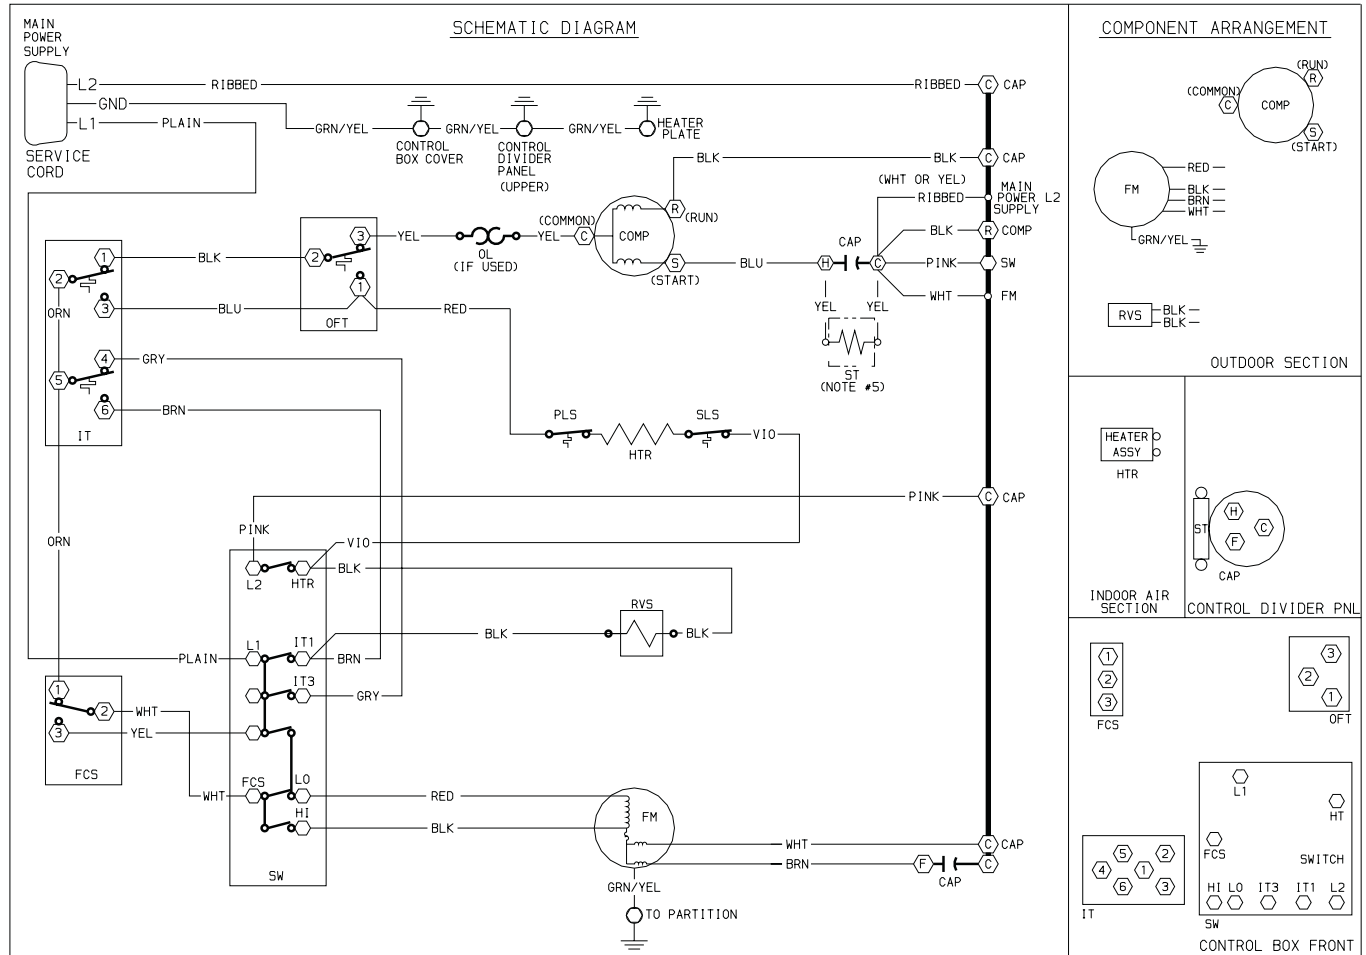 SCHEMATIC DIAGRAM
MAIN
POWER
SUPPLY
L2
RIBBED
RIBBED
C
CAP
GND
L1
PLAIN
SERVICE
CORD
GRN/YEL
GRN/YEL
GRN/YEL
HEATER
PLATE
CONTROL
BOX COVER
CONTROL
DIVIDER
PANEL
(UPPER)
BLK
BLK
C
CAP
(WHT OR YEL)
RIBBED
MAIN
POWER L2
SUPPLY
(COMMON)
R
(RUN)
C
COMP
S
(START)
3
YEL
YEL
OL
(IF USED)
2
1
OFT
BLK
BLU
RED
BLU
CAP
H
C
BLK
R
COMP
PINK
SW
WHT
FM
YEL
YEL
ST
(NOTE #5)
1
2
ORN
3
4
GRY
5
6
BRN
IT
PLS
SLS
HTR
VIO
PINK
C
CAP
PINK
ORN
VIO
BLK
L2
HTR
RVS
BLK
BLK
L1
IT1
PLAIN
BRN
IT3
GRY
1
2
WHT
3
YEL
FCS
WHT
FCS
LO
RED
HI
BLK
SW
FM
WHT
C
CAP
BRN
F
CAP
C
GRN/YEL
TO PARTITION
COMPONENT ARRANGEMENT
(RUN)
R
(COMMON)
C
COMP
S
(START)
FM
RED
BLK
BRN
WHT
GRN/YEL
RVS
BLK
BLK
OUTDOOR SECTION
HEATER
ASSY
HTR
INDOOR AIR
SECTION
H
C
F
ST
CAP
CONTROL DIVIDER PNL
1
2
3
FCS
3
2
1
OFT
L1
HT
FCS
SWITCH
HI LO IT3 IT1 L2
SW
5
2
4
1
6
3
IT
CONTROL BOX FRONT